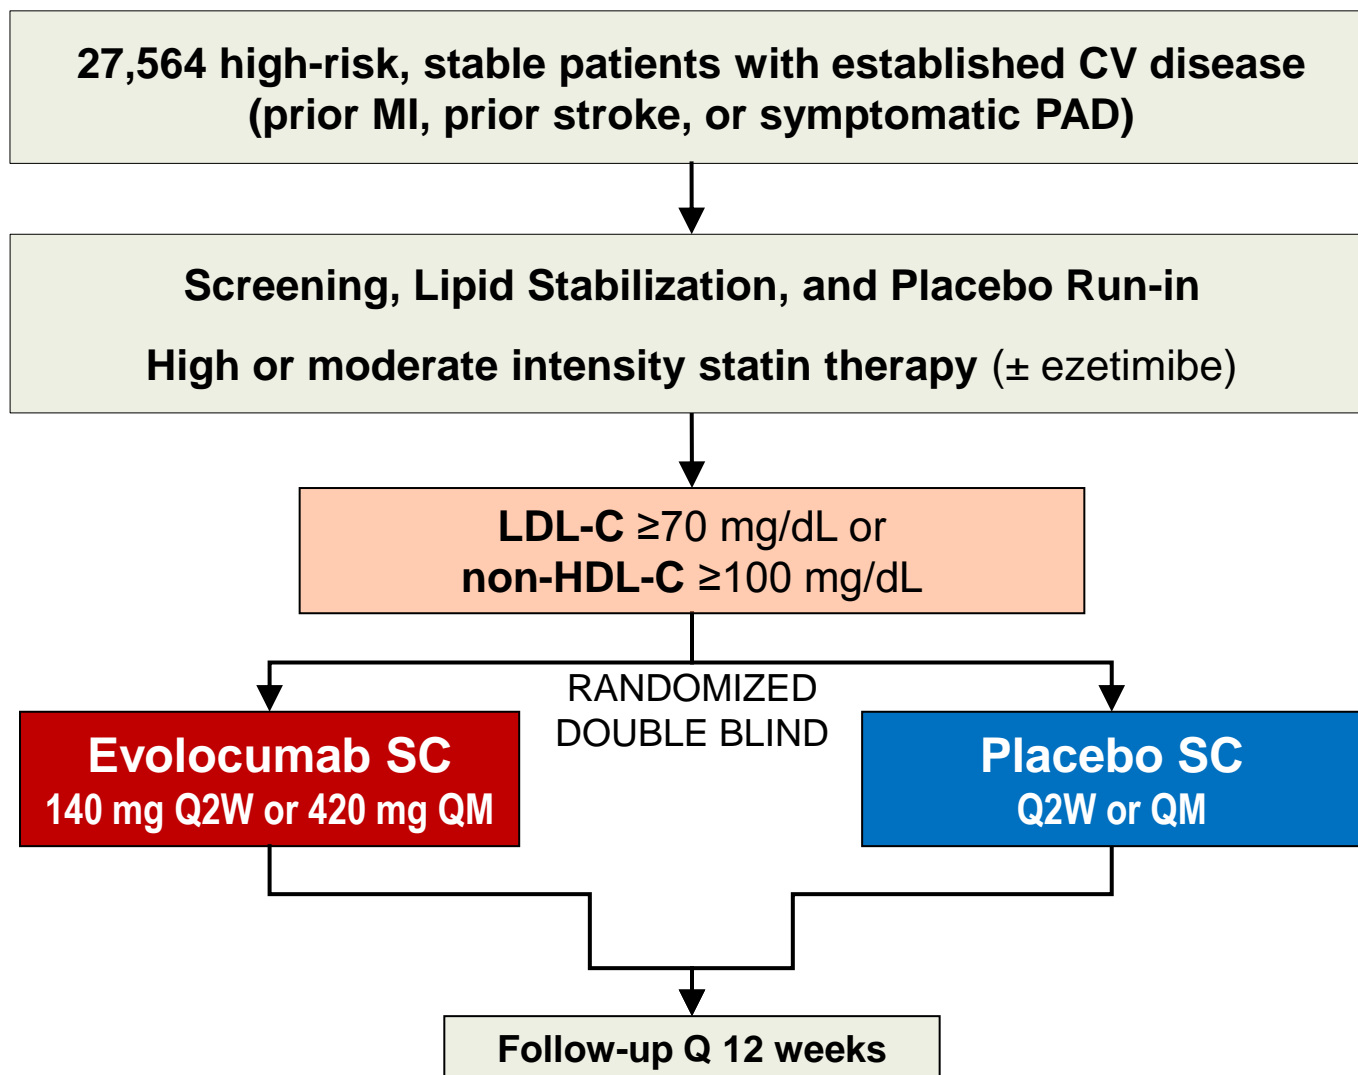 27,564 high-risk, stable patients with established CV disease
(prior MI, prior stroke, or symptomatic PAD)
Screening, Lipid Stabilization, and Placebo Run-in
High or moderate intensity statin therapy (± ezetimibe)
LDL-C ≥70 mg/dL or
non-HDL-C ≥100 mg/dL
RANDOMIZED
DOUBLE BLIND
Evolocumab SC
140 mg Q2W or 420 mg QM
Placebo SC
Q2W or QM
Follow-up Q 12 weeks